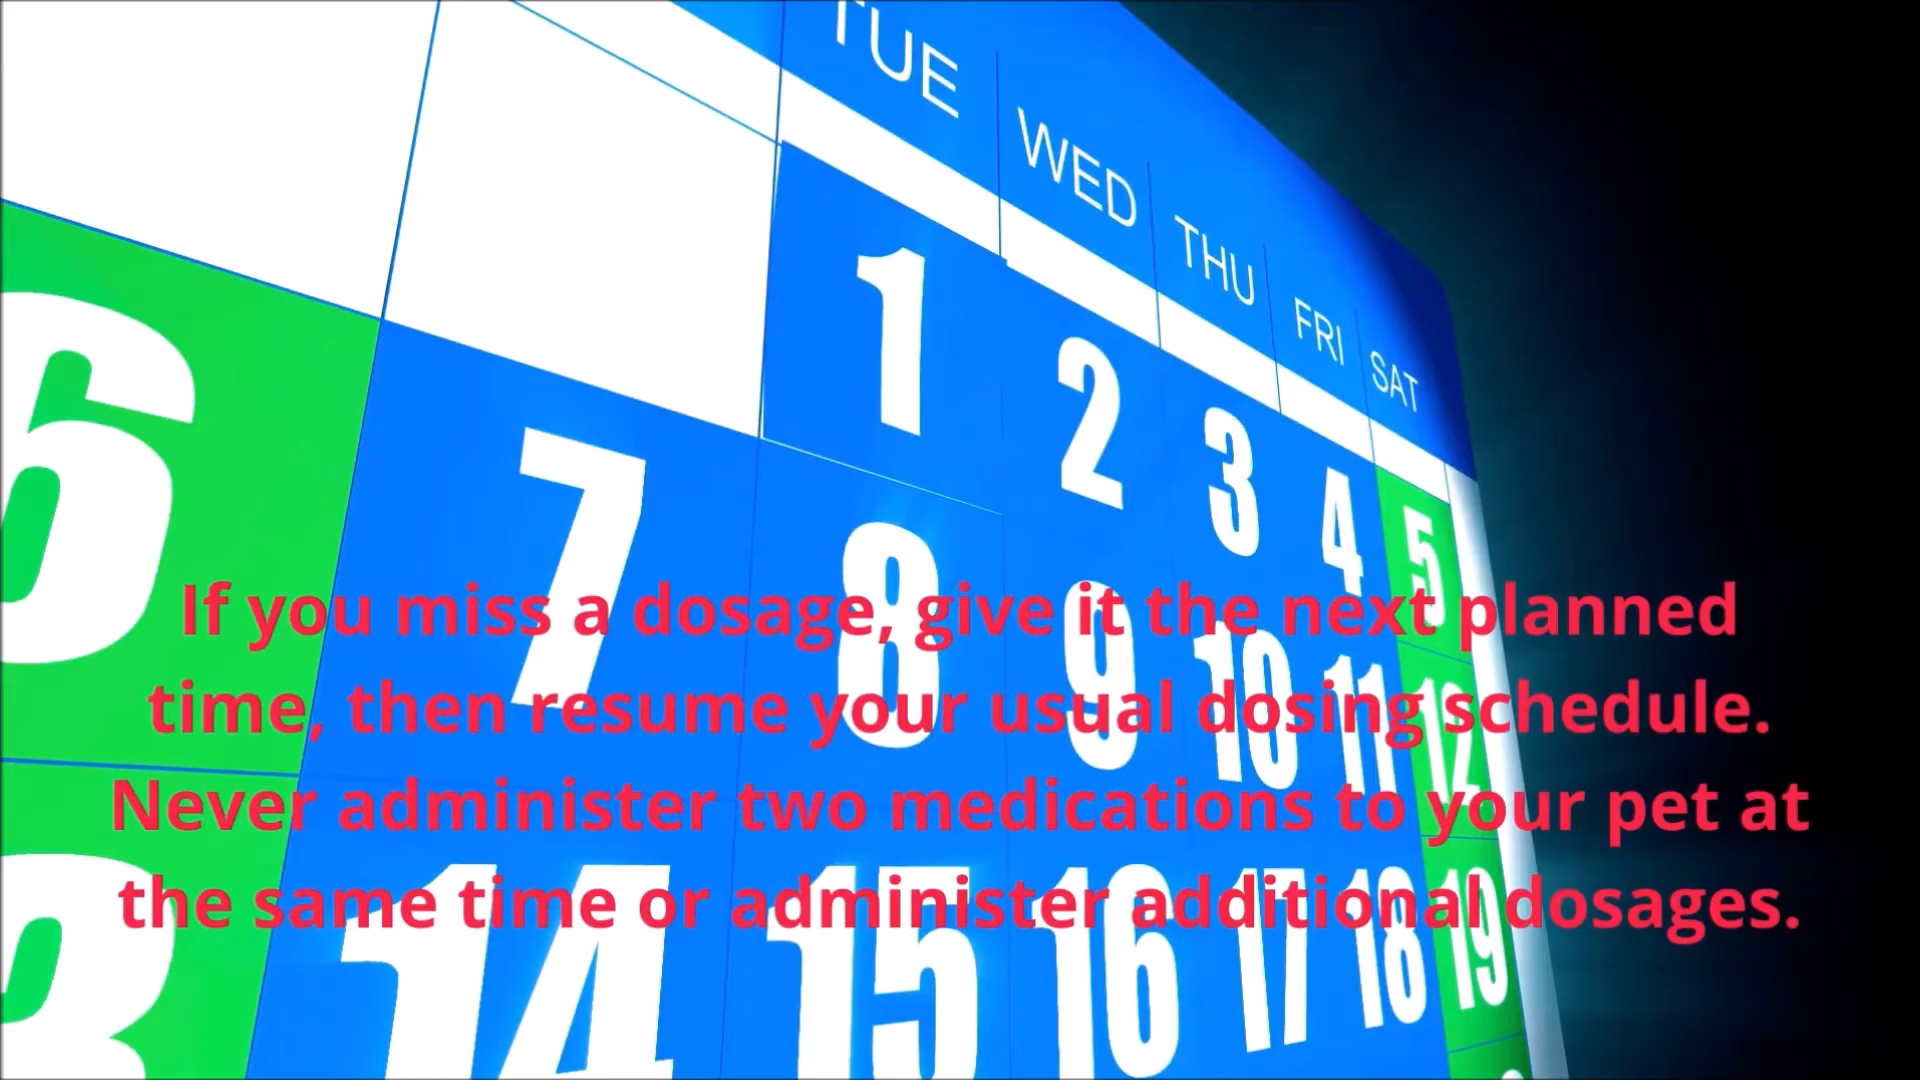 TUE WED THU FRI SAT
1 2 3 4 5
6 7 8 9 10 11 12
14 15 16 17 18 19
If you miss a dosage, give it the next planned
time, then resume your usual dosing schedule.
Never administer two medications to your pet at
the same time or administer additional dosages.